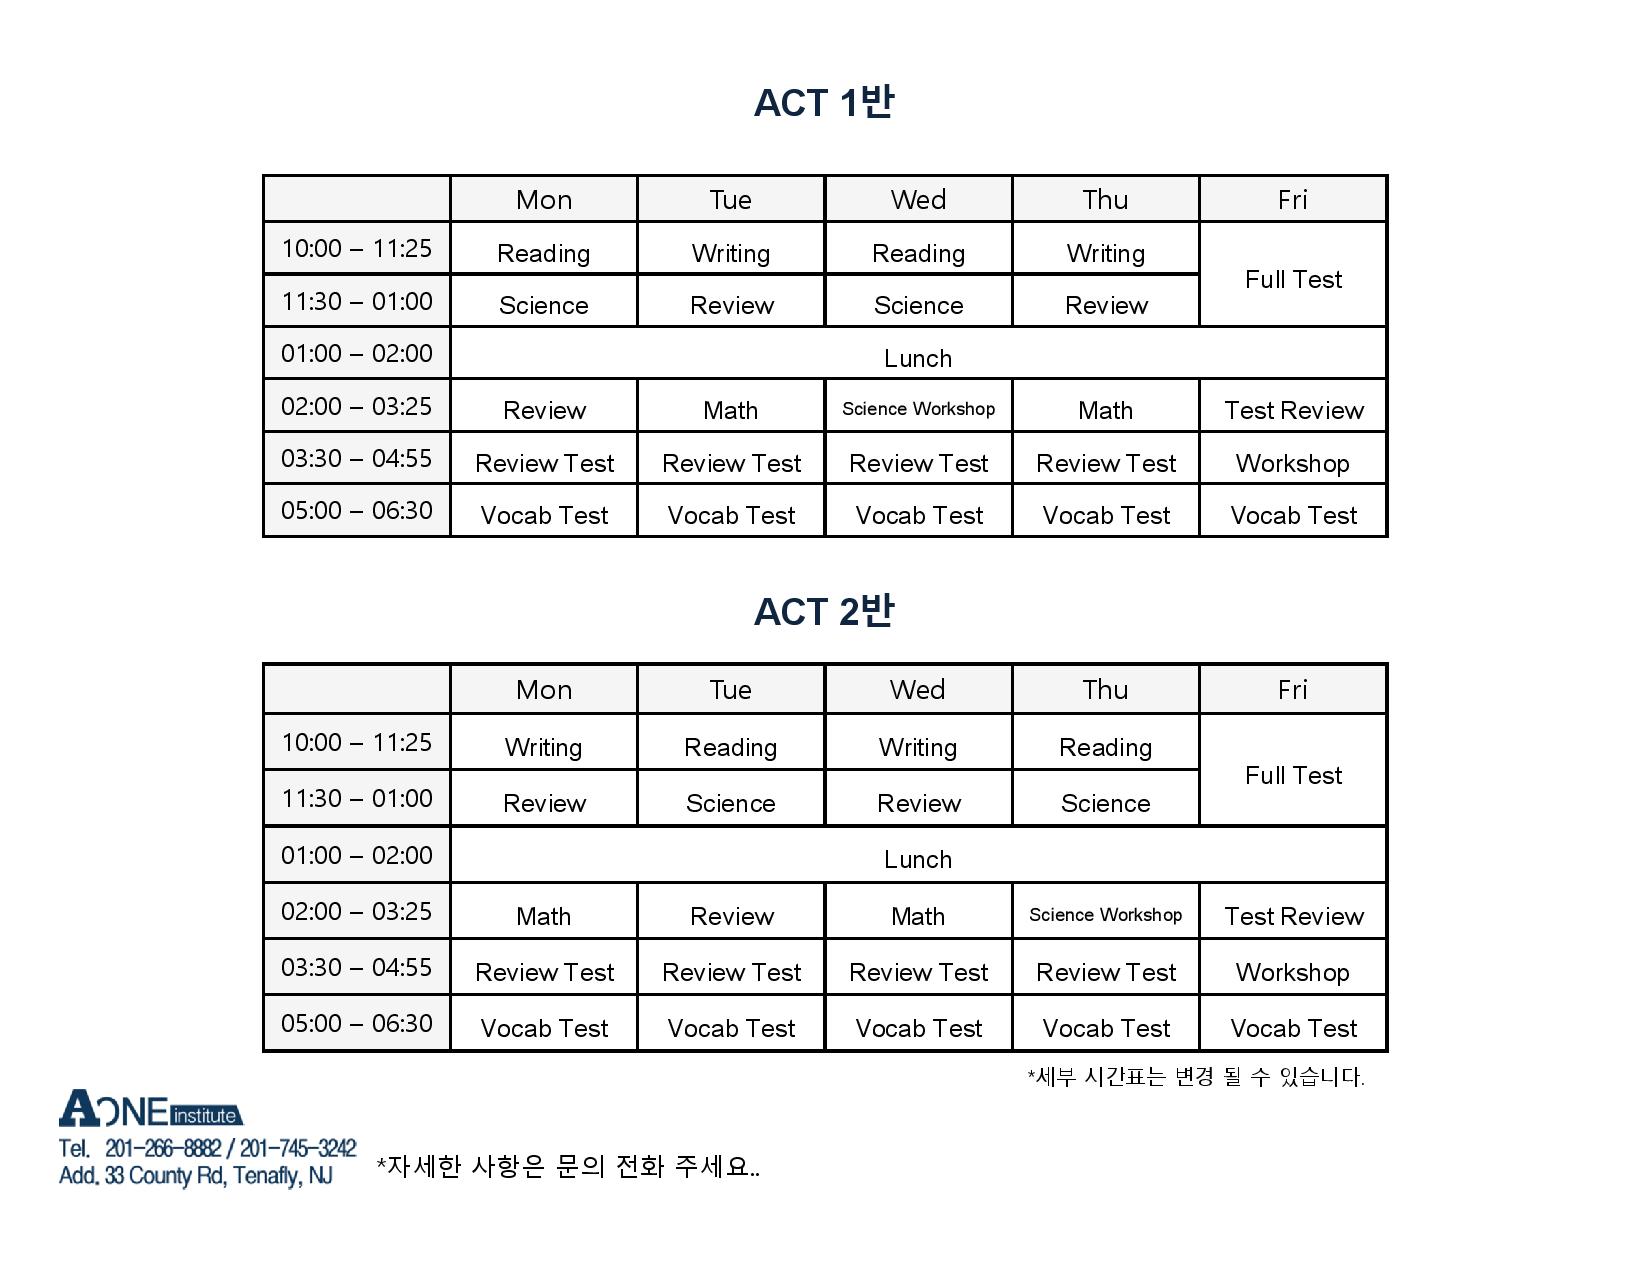 ACT 1반
Mon Tue Wed Thu Fri
10:00 – 11:25 Reading Writing Reading Writing Full Test
11:30 – 01:00 Science Review Science Review
01:00 – 02:00 Lunch
02:00 – 03:25 Review Math Science Workshop Math Test Review
03:30 – 04:55 Review Test Review Test Review Test Review Test Workshop
05:00 – 06:30 Vocab Test Vocab Test Vocab Test Vocab Test Vocab Test
ACT 2반
Mon Tue Wed Thu Fri
10:00 – 11:25 Writing Reading Writing Reading Full Test
11:30 – 01:00 Review Science Review Science
01:00 – 02:00 Lunch
02:00 – 03:25 Math Review Math Science Workshop Test Review
03:30 – 04:55 Review Test Review Test Review Test Review Test Workshop
05:00 – 06:30 Vocab Test Vocab Test Vocab Test Vocab Test Vocab Test
*세부 시간표는 변경 될 수 있습니다.
AONE institute
Tel. 201-266-8882 / 201-745-3242
Add. 33 County Rd, Tenafly, NJ
*자세한 사항은 문의 전화 주세요..